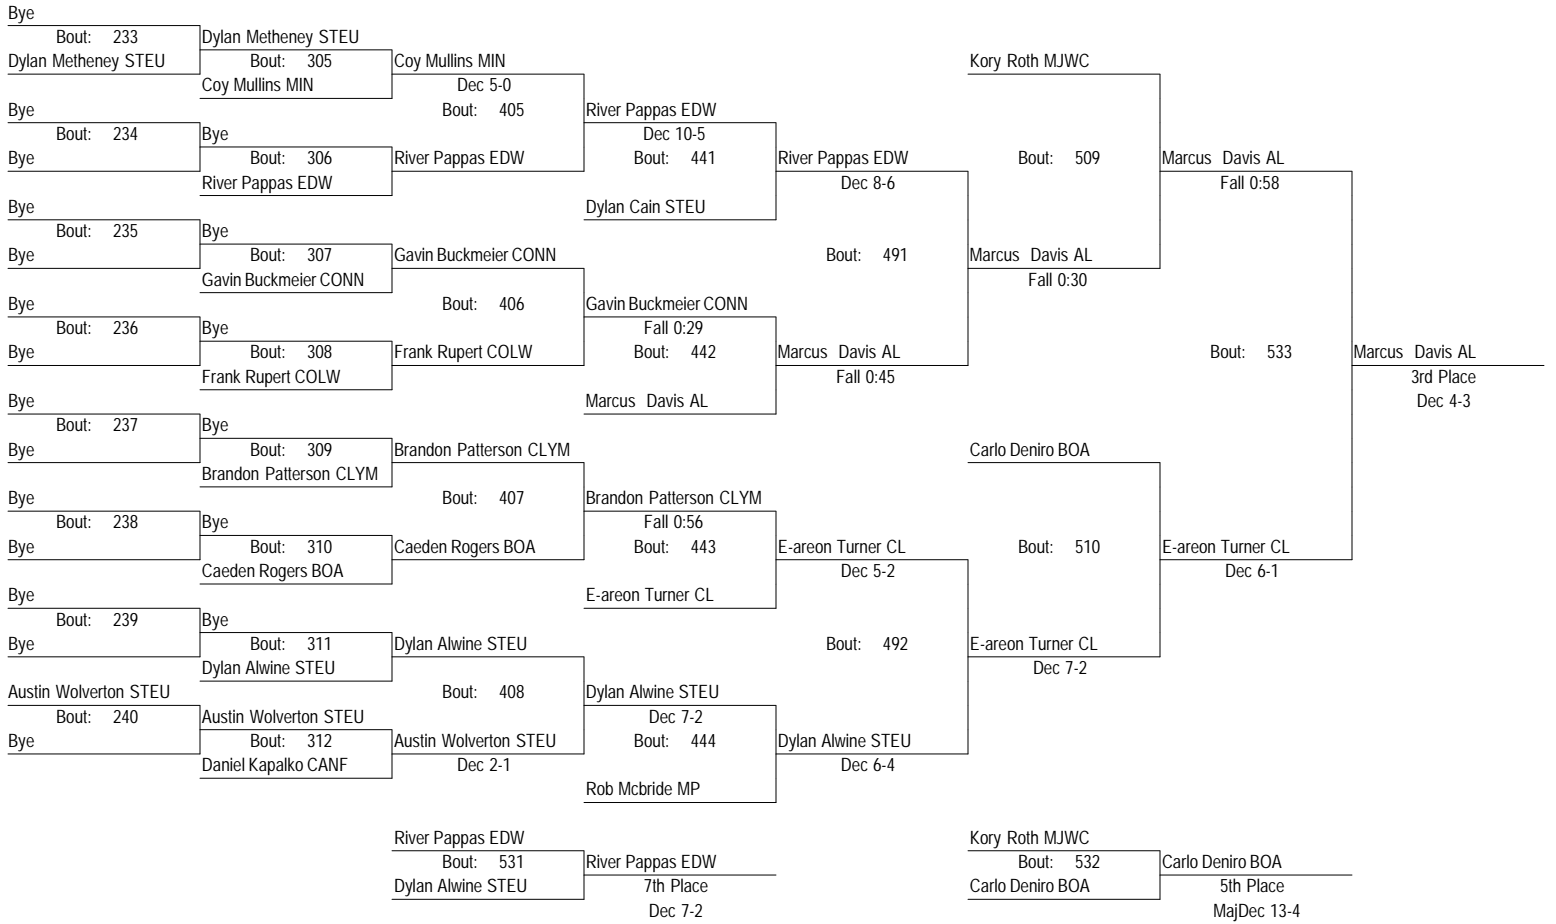 Bye
Bout: 233 Dylan Metheney STEU
Dylan Metheney STEU Bout: 305 Coy Mullins MIN Kory Roth MJWC
Coy Mullins MIN Dec 5-0
Bye Bout: 405 River Pappas EDW
Bout: 234 Bye Dec 10-5
Bye Bout: 306 River Pappas EDW Bout: 441 River Pappas EDW Bout: 509 Marcus Davis AL
River Pappas EDW Dec 8-6 Fall 0:58
Bye Dylan Cain STEU
Bout: 235 Bye
Bye Bout: 307 Gavin Buckmeier CONN Bout: 491 Marcus Davis AL
Gavin Buckmeier CONN Fall 0:30
Bye Bout: 406 Gavin Buckmeier CONN
Bout: 236 Bye Fall 0:29
Bye Bout: 308 Frank Rupert COLW Bout: 442 Marcus Davis AL Bout: 533 Marcus Davis AL
Frank Rupert COLW Fall 0:45 3rd Place
Bye Marcus Davis AL Dec 4-3
Bout: 237 Bye
Bye Bout: 309 Brandon Patterson CLYM Carlo Deniro BOA
Brandon Patterson CLYM
Bye Bout: 407 Brandon Patterson CLYM
Bout: 238 Bye Fall 0:56
Bye Bout: 310 Caeden Rogers BOA Bout: 443 E-areon Turner CL Bout: 510 E-areon Turner CL
Caeden Rogers BOA Dec 5-2 Dec 6-1
Bye E-areon Turner CL
Bout: 239 Bye
Bye Bout: 311 Dylan Alwine STEU Bout: 492 E-areon Turner CL
Dylan Alwine STEU Dec 7-2
Austin Wolverton STEU Bout: 408 Dylan Alwine STEU
Bout: 240 Austin Wolverton STEU Dec 7-2
Bye Bout: 312 Austin Wolverton STEU Bout: 444 Dylan Alwine STEU
Daniel Kapalko CANF Dec 2-1 Dec 6-4
Rob Mcbride MP
River Pappas EDW Kory Roth MJWC
Bout: 531 River Pappas EDW Bout: 532 Carlo Deniro BOA
Dylan Alwine STEU 7th Place Carlo Deniro BOA 5th Place
Dec 7-2 MajDec 13-4